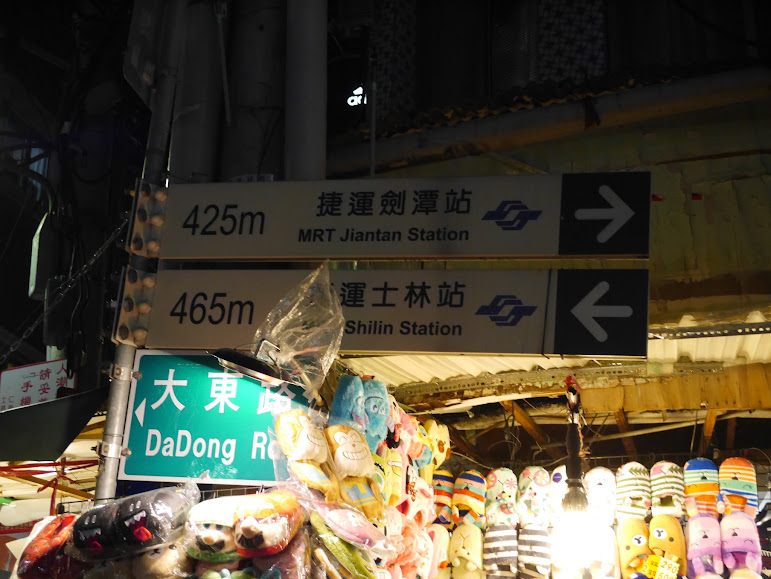 425m
捷運劍潭站
MRT Jiantan Station
465m
運士林站
Shilin Station
大東路
DaDong R